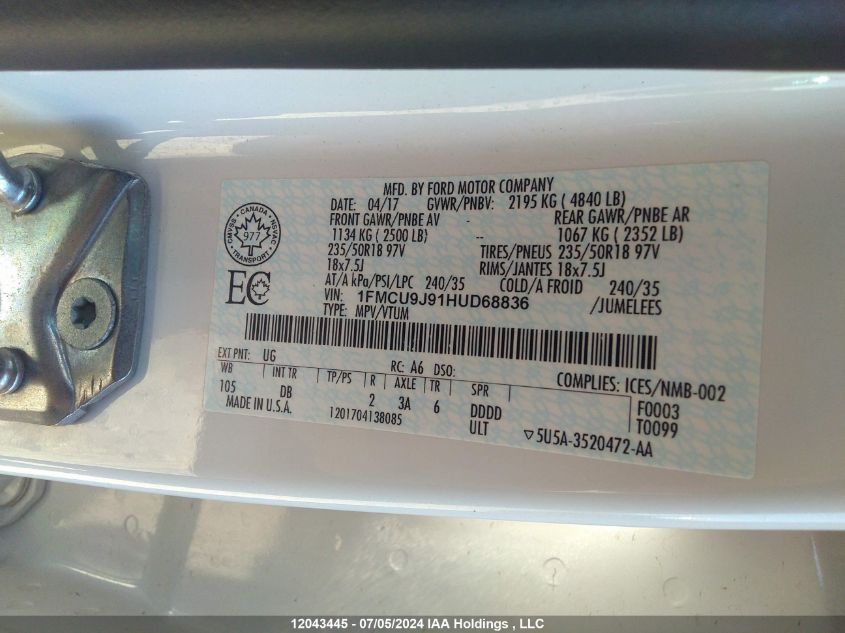 MFD. BY FORD MOTOR COMPANY
DATE: 04/17 GVWR/PNBV: 2195 KG ( 4840 LB)
FRONT GAWR/PNBE AV - REAR GAWR/PNBE AR
1134 KG ( 2500 LB) -- 1067 KG ( 2352 LB)
235/50R18 97V TIRES/PNEUS 235/50R18 97V
18x7.5J RIMS/JANTES 18x7.5J
AT/A kPa/PSI/LPC 240/35 COLD/A FROID 240/35
VIN: 1FMCU9J91HUD68836 /JUMELEES
TYPE: MPV/VTUM
CANADA
CMVSS NSVAC
977
TRANSPORT
EC
EXT PNT: UG RC: A6 DSO: COMPLIES: ICES/NMB-002
WB INT TR TP/PS R AXLE TR SPR F0003
105 DB 2 3A 6 DDDD T0099
MADE IN U.S.A. 1201704138085 ULT ▽5U5A-3520472-AA
12043445 - 07/05/2024 IAA Holdings , LLC